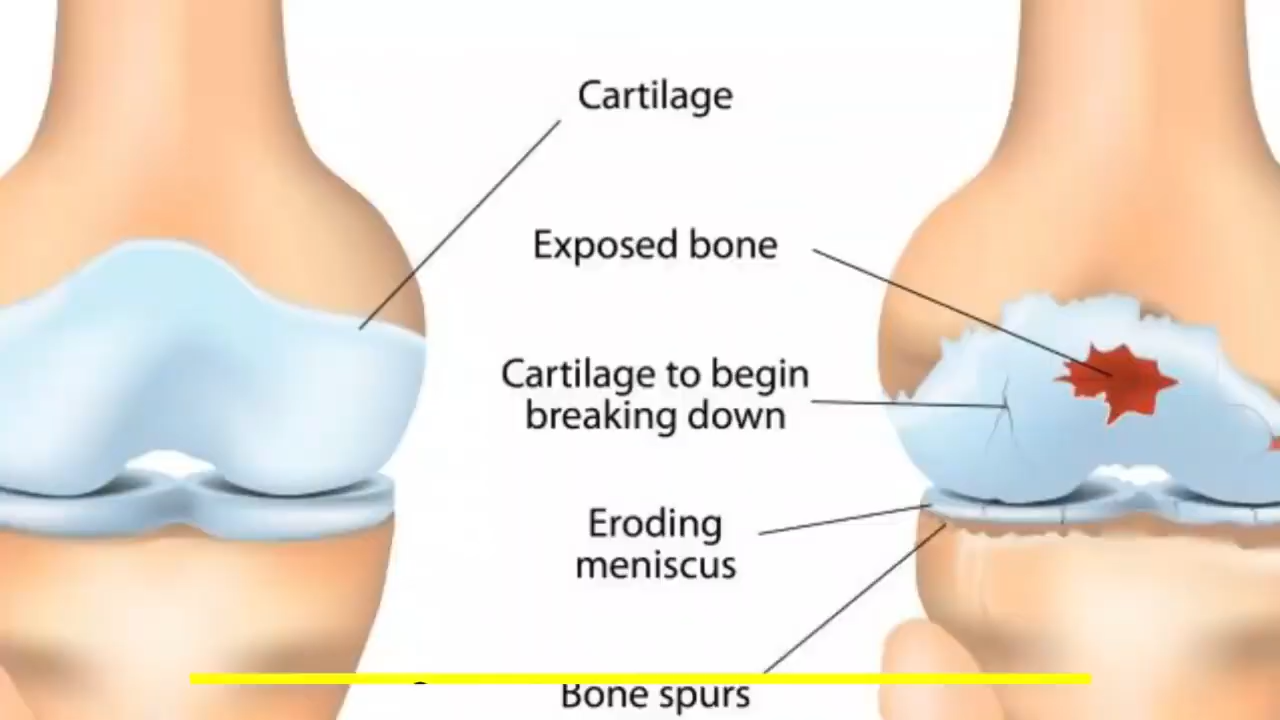 Cartilage
Exposed bone
Cartilage to begin
breaking down
Eroding
meniscus
Bone spurs